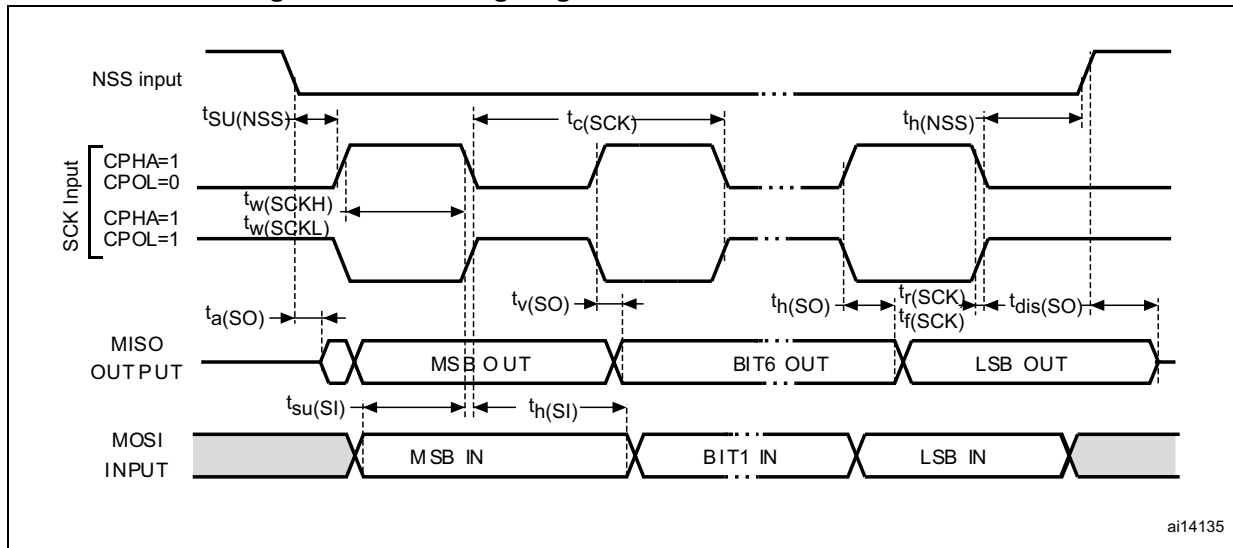 NSS input
tSU(NSS)
tc(SCK)
th(NSS)
SCK Input
CPHA=1
CPOL=0
CPHA=1
CPOL=1
tw(SCKH)
tw(SCKL)
ta(SO)
tv(SO)
th(SO)
tr(SCK)
tf(SCK)
tdis(SO)
MISO
OUTPUT
MSB OUT
BIT6 OUT
LSB OUT
tsu(SI)
th(SI)
MOSI
INPUT
MSB IN
BIT1 IN
LSB IN
ai14135